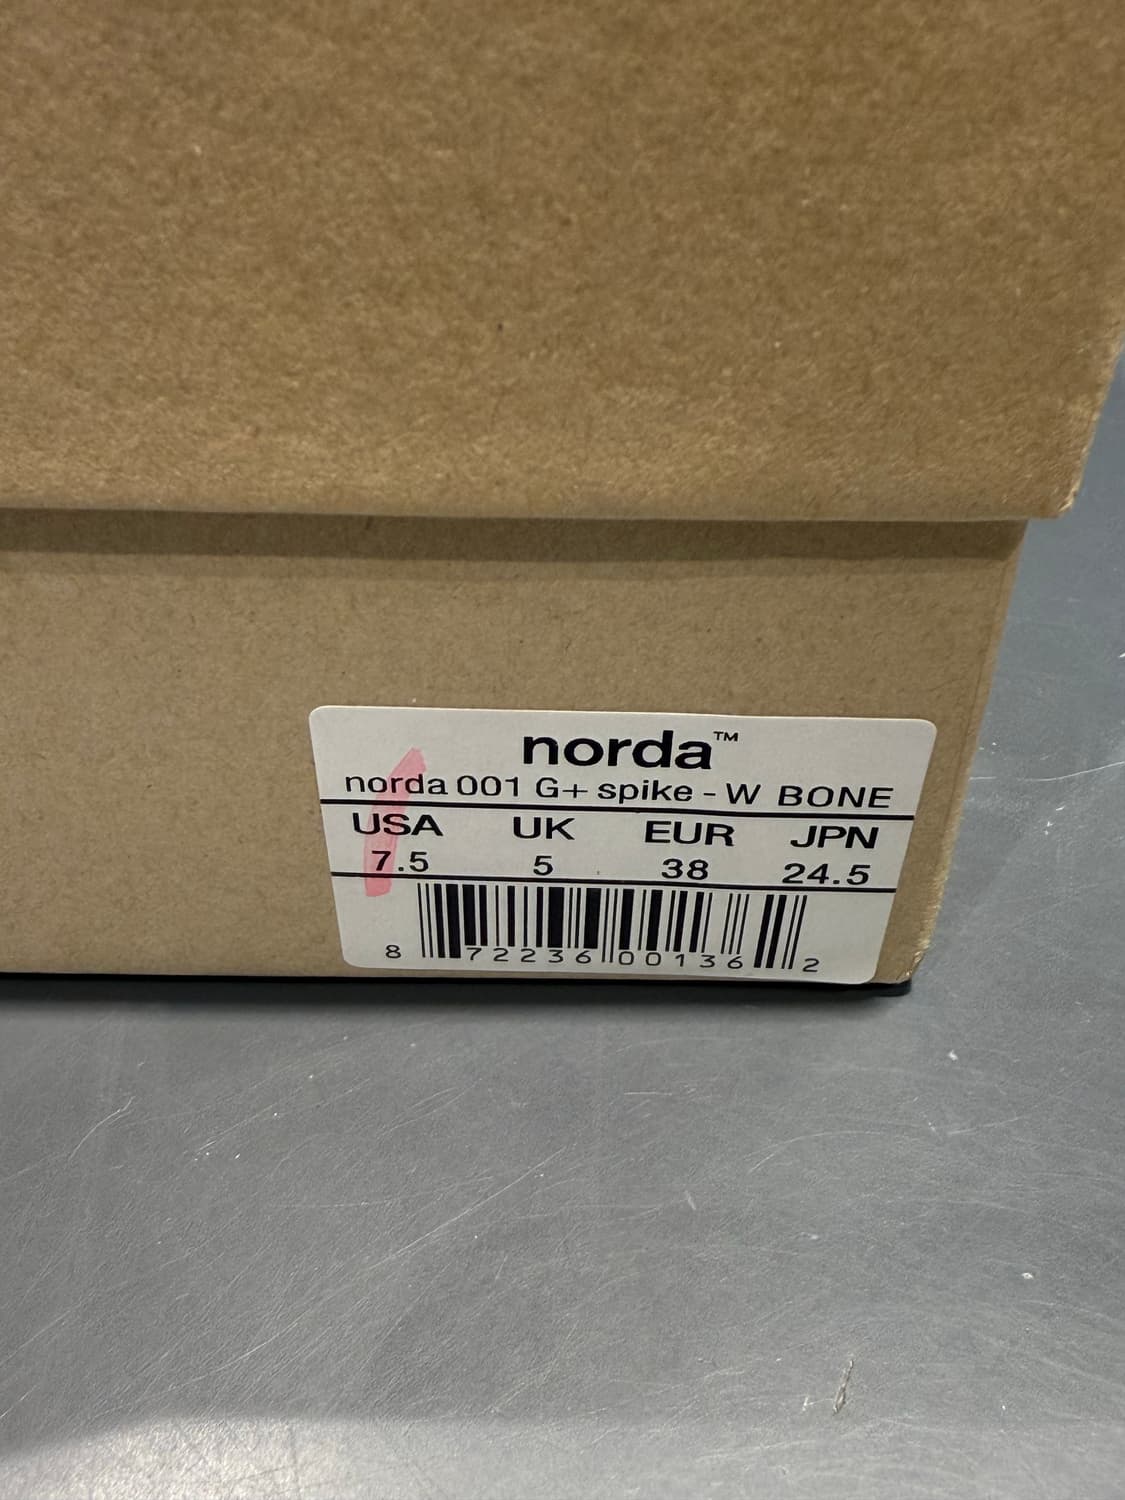 norda™
norda 001 G+ spike - W BONE
USA UK EUR JPN
7.5 5 38 24.5
8 72236 00136 2